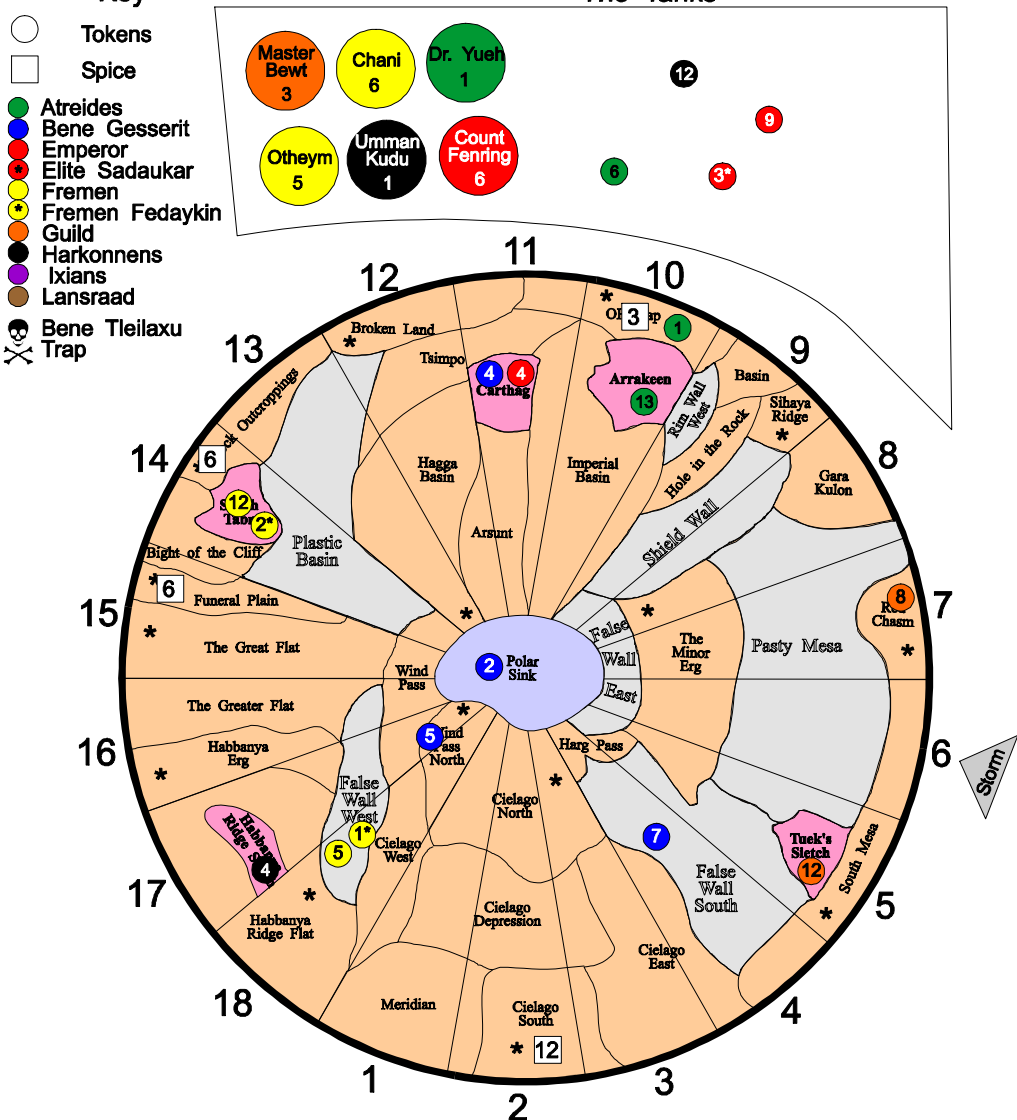 Key
The Tanks
Tokens
Spice
Atreides
Bene Gesserit
Emperor
Elite Sadaukar
Fremen
Fremen Fedaykin
Guild
Harkonnens
Ixians
Lansraad
Bene Tleilaxu
Trap
Master
Bewt
3
Chani
6
Dr. Yueh
1
Otheym
5
Umman
Kudu
1
Count
Fenring
6
12
9
6
3*
11
12
10
13
9
14
8
15
7
16
6
17
5
18
4
1
3
2
Storm
Broken Land
3
1
Tsimpo
4
4
Carthag
Arrakeen
13
Rim Wall
West
Basin
Sihaya
Ridge
Hole in the Rock
Gara
Kulon
Outcroppings
6
Hagga
Basin
Imperial
Basin
Arsunt
Shield Wall
12
2*
Plastic
Basin
Bight of the Cliff
6
Funeral Plain
The Great Flat
Wind
Pass
2
Polar
Sink
False
Wall
East
The
Minor
Erg
Pasty Mesa
8
Chasm
The Greater Flat
Habbanya
Erg
5
Pass
North
Harg Pass
False
Wall
West
1*
5
Cielago
West
Cielago
North
7
False
Wall
South
Tuek's
Sietch
12
South Mesa
Ridge
4
Habbanya
Ridge Flat
Cielago
Depression
Cielago
East
Meridian
Cielago
South
12